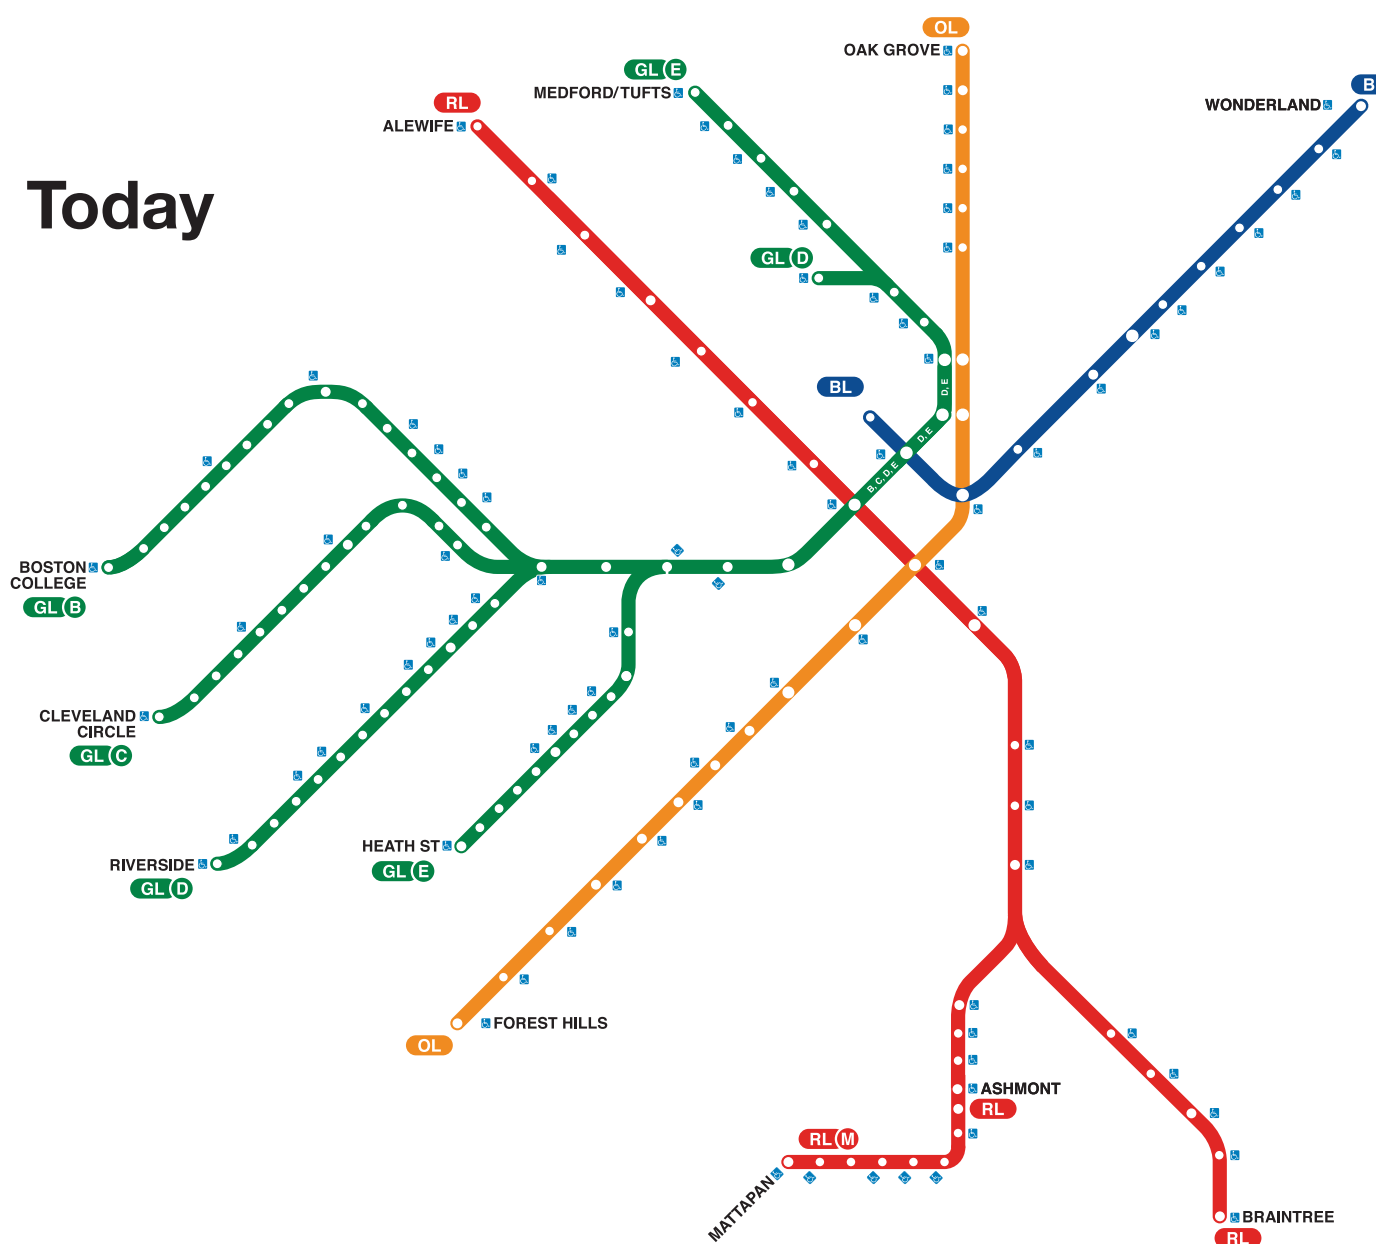 OL
OAK GROVE
GL E
MEDFORD/TUFTS
B
WONDERLAND
RL
ALEWIFE
Today
GL D
BL
D, E
D, E
B, C, D, E
BOSTON
COLLEGE
GL B
CLEVELAND
CIRCLE
GL C
HEATH ST
GL E
RIVERSIDE
GL D
FOREST HILLS
OL
ASHMONT
RL
RL M
MATTAPAN
BRAINTREE
RL